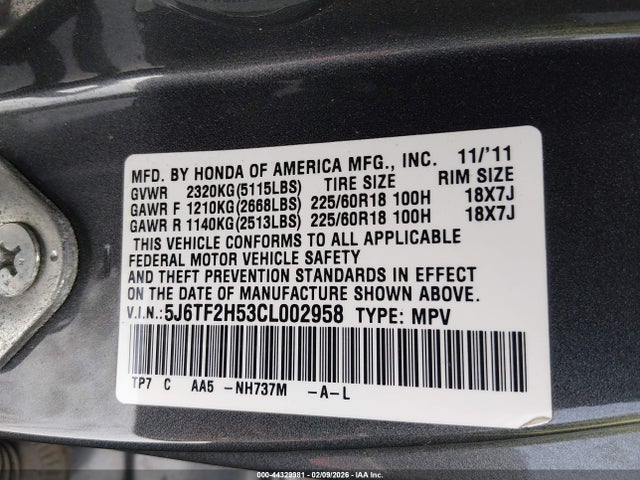 MFD. BY HONDA OF AMERICA MFG., INC. 11/'11
GVWR 2320KG(5115LBS) TIRE SIZE RIM SIZE
GAWR F 1210KG(2668LBS) 225/60R18 100H 18X7J
GAWR R 1140KG(2513LBS) 225/60R18 100H 18X7J
THIS VEHICLE CONFORMS TO ALL APPLICABLE
FEDERAL MOTOR VEHICLE SAFETY
AND THEFT PREVENTION STANDARDS IN EFFECT
ON THE DATE OF MANUFACTURE SHOWN ABOVE.
V.I.N.:5J6TF2H53CL002958 TYPE: MPV
TP7 C AA5 -NH737M -A-L
000-44329981 - 02/09/2026 - IAA Inc.